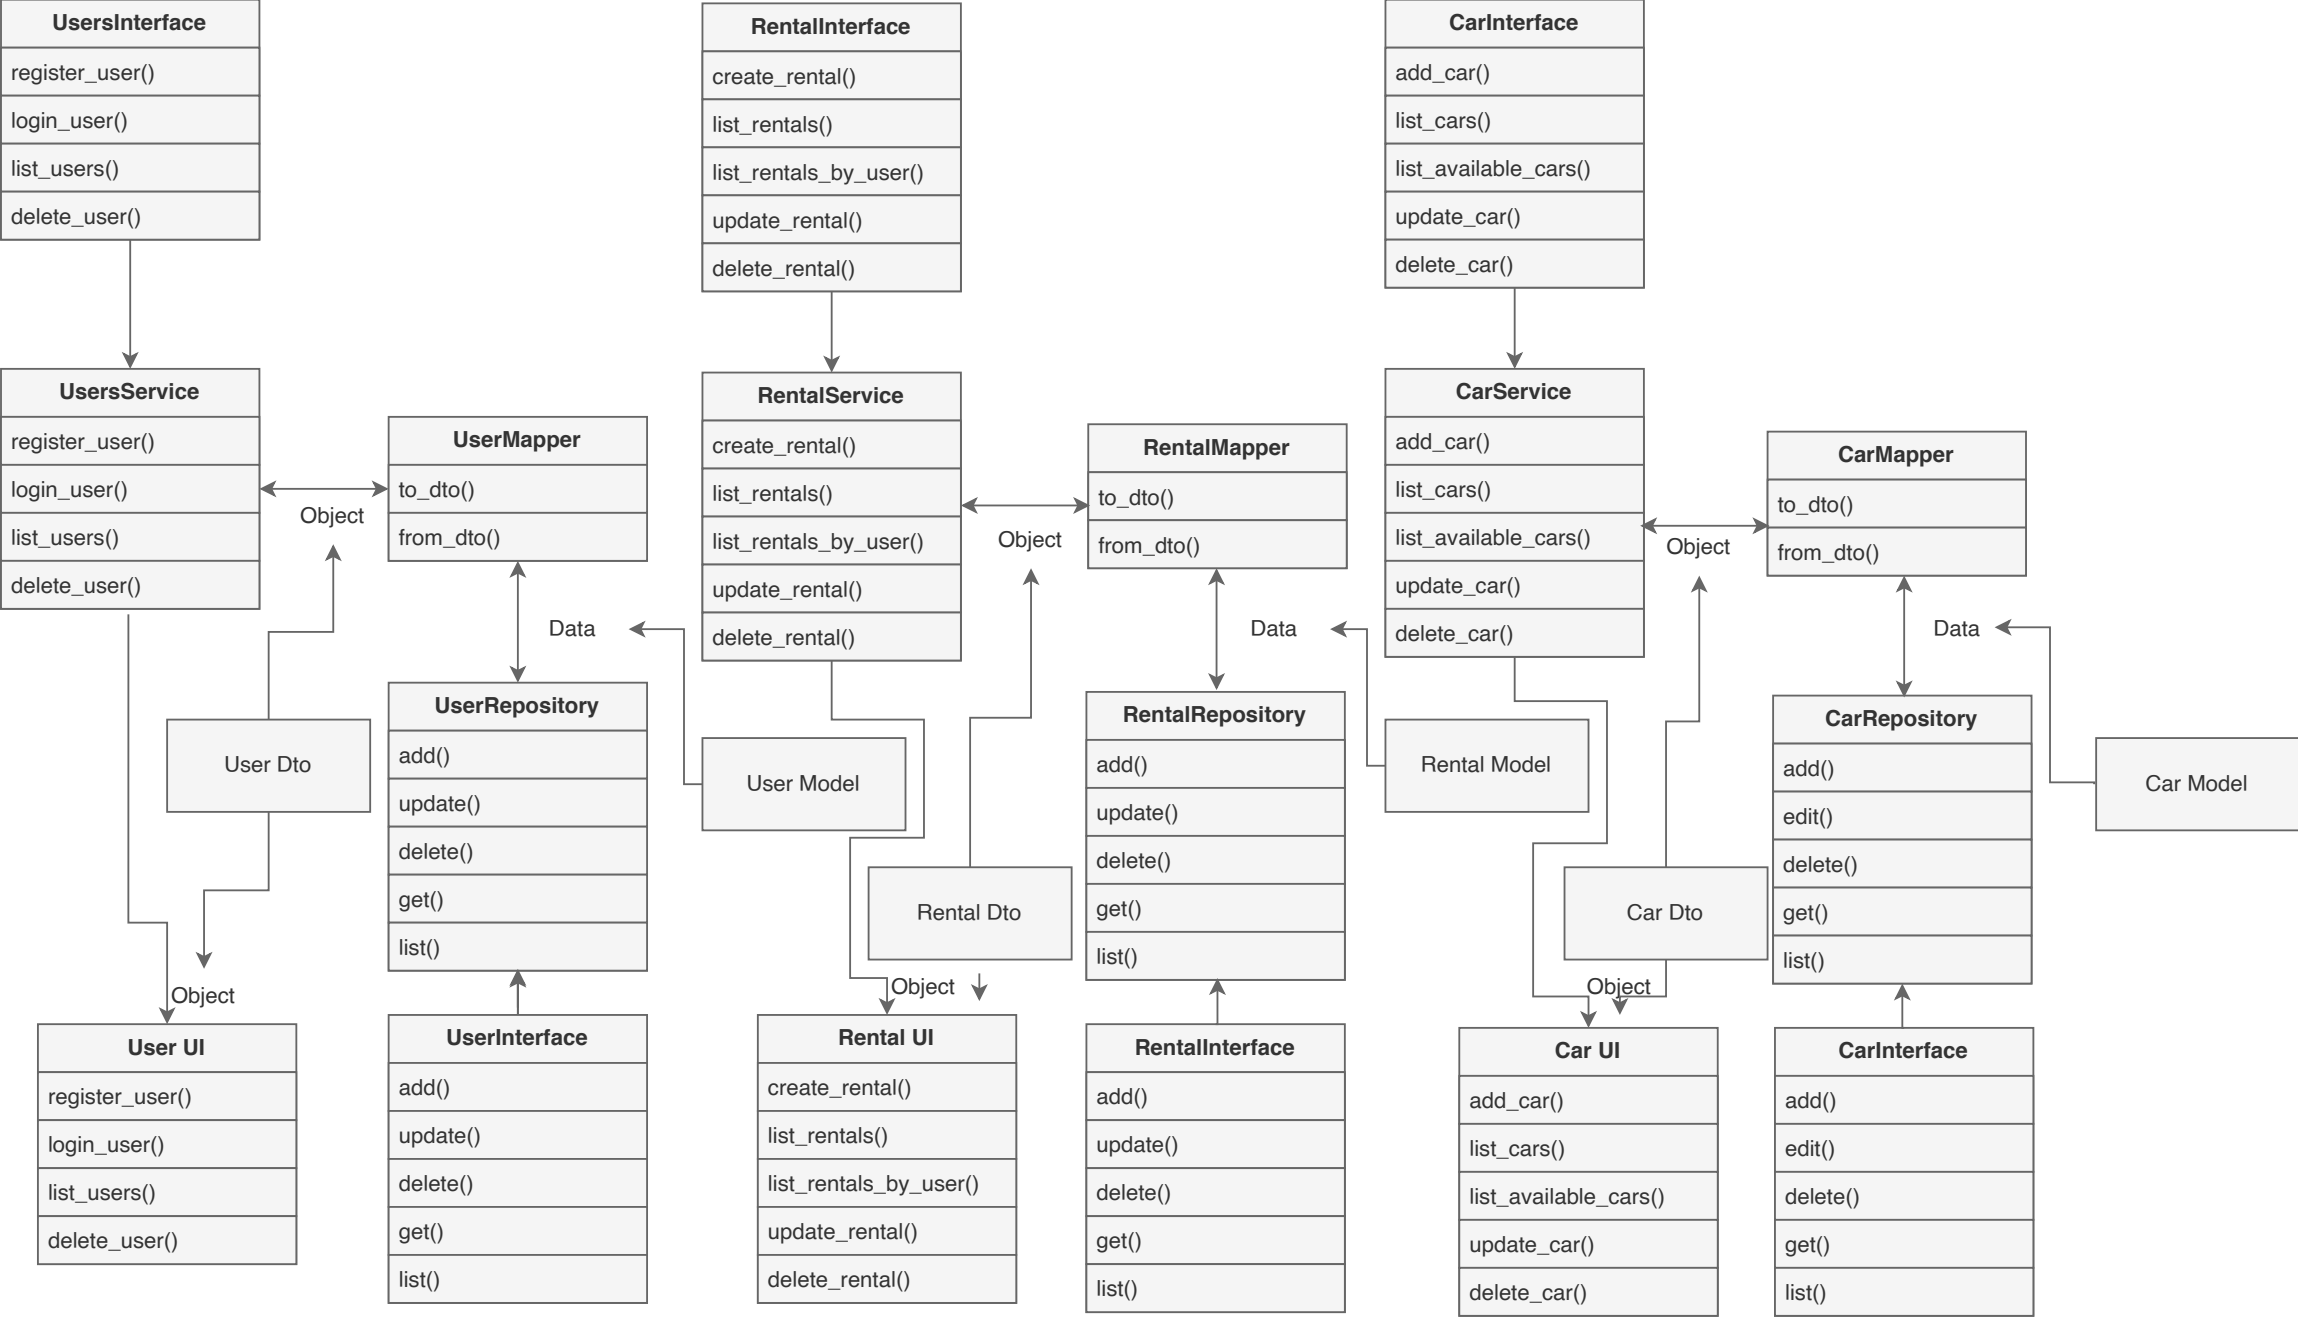 UsersInterface
register_user()
login_user()
list_users()
delete_user()
UsersService
register_user()
login_user()
list_users()
delete_user()
Object
UserMapper
to_dto()
from_dto()
Data
User Dto
User Model
UserRepository
add()
update()
delete()
get()
list()
Object
User UI
register_user()
login_user()
list_users()
delete_user()
UserInterface
add()
update()
delete()
get()
list()
RentalInterface
create_rental()
list_rentals()
list_rentals_by_user()
update_rental()
delete_rental()
RentalService
create_rental()
list_rentals()
list_rentals_by_user()
update_rental()
delete_rental()
Object
RentalMapper
to_dto()
from_dto()
Data
Rental Dto
Rental Model
RentalRepository
add()
update()
delete()
get()
list()
Object
Rental UI
create_rental()
list_rentals()
list_rentals_by_user()
update_rental()
delete_rental()
RentalInterface
add()
update()
delete()
get()
list()
CarInterface
add_car()
list_cars()
list_available_cars()
update_car()
delete_car()
CarService
add_car()
list_cars()
list_available_cars()
update_car()
delete_car()
Object
CarMapper
to_dto()
from_dto()
Data
Car Dto
Car Model
CarRepository
add()
edit()
delete()
get()
list()
Object
Car UI
add_car()
list_cars()
list_available_cars()
update_car()
delete_car()
CarInterface
add()
edit()
delete()
get()
list()